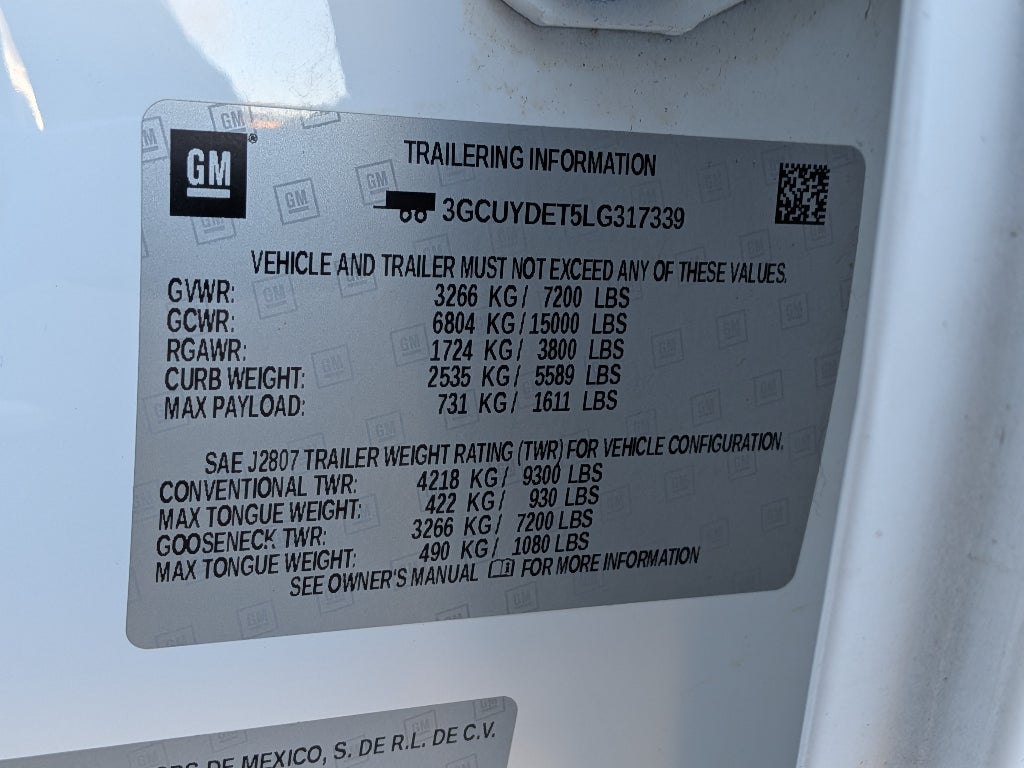 GM
TRAILERING INFORMATION
3GCUYDET5LG317339
VEHICLE AND TRAILER MUST NOT EXCEED ANY OF THESE VALUES.
GVWR: 3266 KG/ 7200 LBS
GCWR: 6804 KG/15000 LBS
RGAWR: 1724 KG/ 3800 LBS
CURB WEIGHT: 2535 KG/ 5589 LBS
MAX PAYLOAD: 731 KG/ 1611 LBS
SAE J2807 TRAILER WEIGHT RATING (TWR) FOR VEHICLE CONFIGURATION.
CONVENTIONAL TWR: 4218 KG/ 9300 LBS
MAX TONGUE WEIGHT: 422 KG/ 930 LBS
GOOSENECK TWR: 3266 KG/ 7200 LBS
MAX TONGUE WEIGHT: 490 KG/ 1080 LBS
SEE OWNER'S MANUAL FOR MORE INFORMATION
DE MEXICO, S. DE R.L. DE C.V.